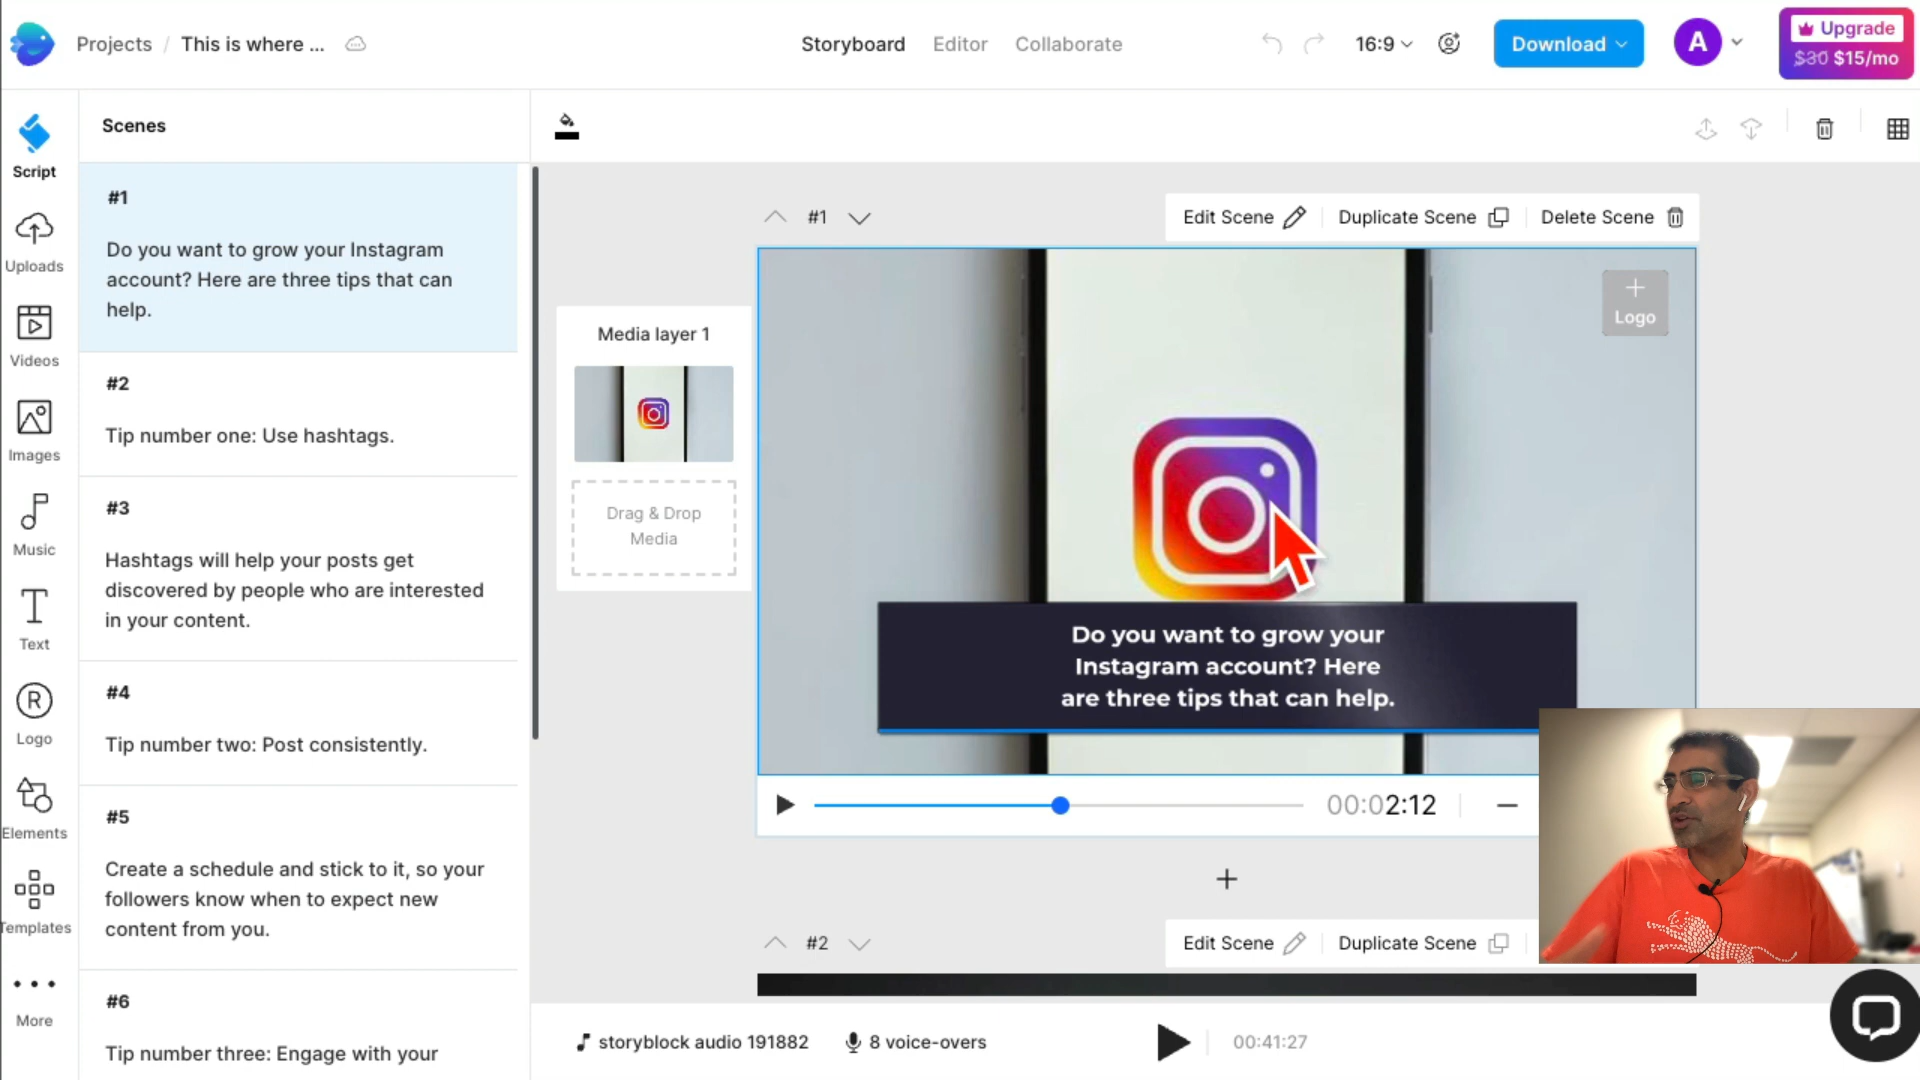 Projects / This is where ...
Storyboard
Editor
Collaborate
16:9
Download
A
Upgrade
$30 $15/mo
Script
Uploads
Videos
Images
Music
Text
R
Logo
Elements
Templates
More
Scenes
#1
Do you want to grow your Instagram
account? Here are three tips that can
help.
#2
Tip number one: Use hashtags.
#3
Hashtags will help your posts get
discovered by people who are interested
in your content.
#4
Tip number two: Post consistently.
#5
Create a schedule and stick to it, so your
followers know when to expect new
content from you.
#6
Tip number three: Engage with your
#1
Edit Scene
Duplicate Scene
Delete Scene
Media layer 1
Drag & Drop
Media
+
Logo
Do you want to grow your
Instagram account? Here
are three tips that can help.
00:02:12
#2
Edit Scene
Duplicate Scene
storyblock audio 191882
8 voice-overs
00:41:27